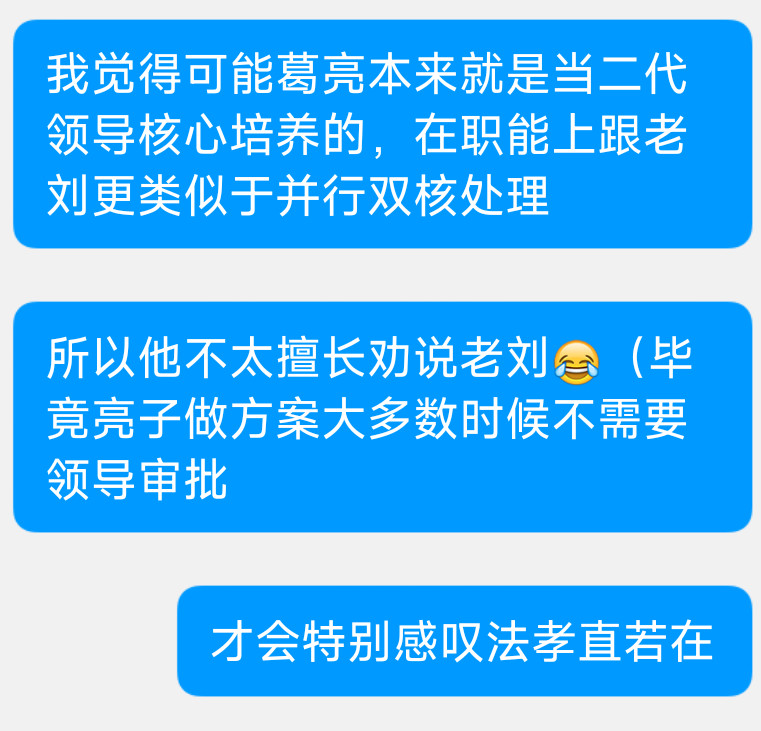 我觉得可能葛亮本来就是当二代
领导核心培养的，在职能上跟老
刘更类似于并行双核处理
所以他不太擅长劝说老刘😂（毕
竟亮子做方案大多数时候不需要
领导审批
才会特别感叹法孝直若在